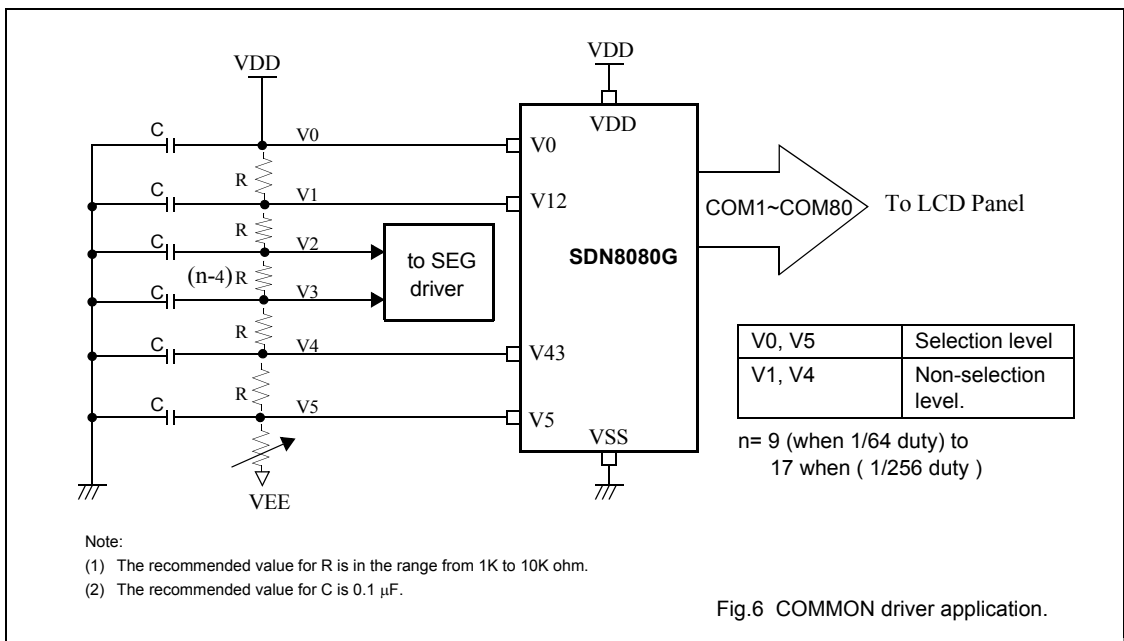 VDD
VDD
VDD
C
V0
V0
R
C
V1
V12
R
C
V2
(n-4)R
C
V3
to SEG
driver
R
C
V4
V43
R
C
V5
V5
VSS
VEE
SDN8080G
COM1~COM80
To LCD Panel
V0, V5 Selection level
V1, V4 Non-selection
level.
n= 9 (when 1/64 duty) to
17 when ( 1/256 duty )
Note:
(1) The recommended value for R is in the range from 1K to 10K ohm.
(2) The recommended value for C is 0.1 μF.
Fig.6 COMMON driver application.